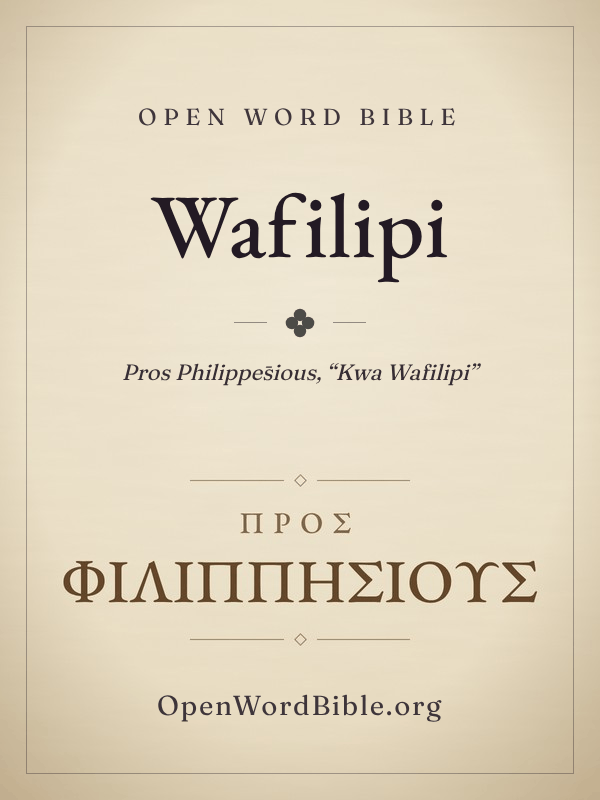 OPEN WORD BIBLE
Wafilipi
Pros Philippēsious, “Kwa Wafilipi”
ΠΡΟΣ
ΦΙΛΙΠΠΗΣΙΟΥΣ
OpenWordBible.org